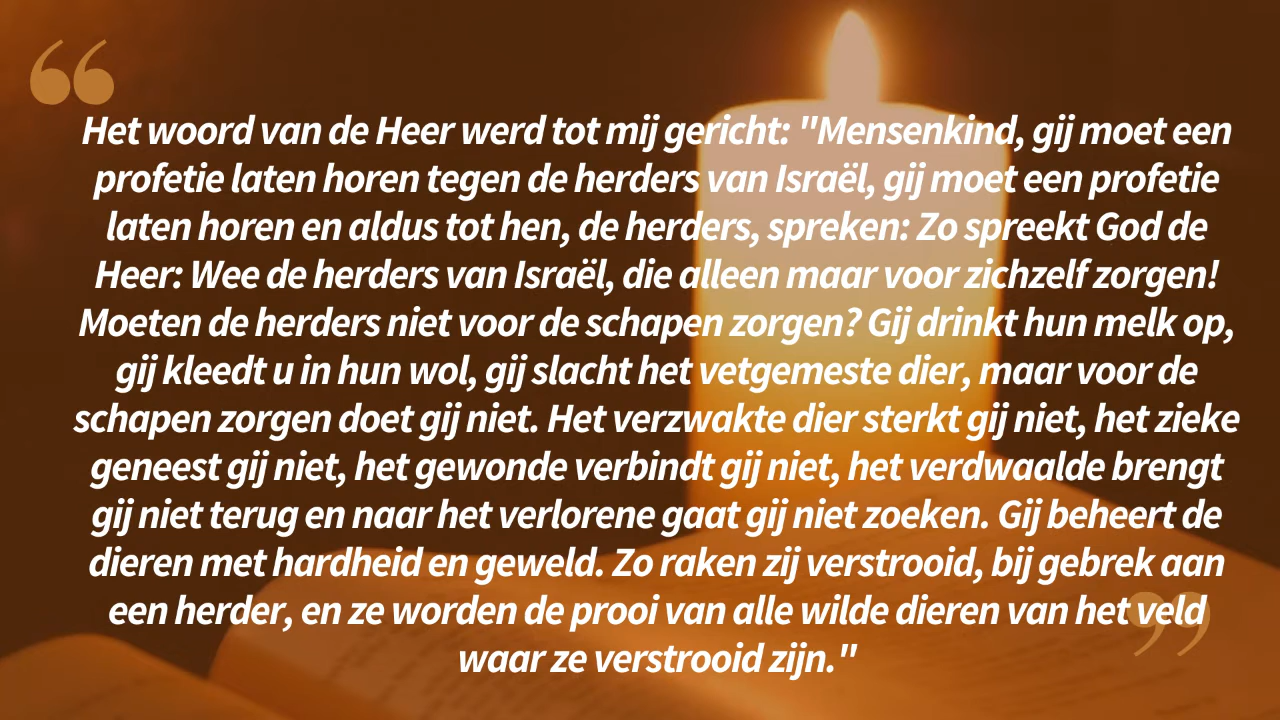 Het woord van de Heer werd tot mij gericht: "Mensenkind, gij moet een
profetie laten horen tegen de herders van Israël, gij moet een profetie
laten horen en aldus tot hen, de herders, spreken: Zo spreekt God de
Heer: Wee de herders van Israël, die alleen maar voor zichzelf zorgen!
Moeten de herders niet voor de schapen zorgen? Gij drinkt hun melk op,
gij kleedt u in hun wol, gij slacht het vetgemeste dier, maar voor de
schapen zorgen doet gij niet. Het verzwakte dier sterkt gij niet, het zieke
geneest gij niet, het gewonde verbindt gij niet, het verdwaalde brengt
gij niet terug en naar het verlorene gaat gij niet zoeken. Gij beheert de
dieren met hardheid en geweld. Zo raken zij verstrooid, bij gebrek aan
een herder, en ze worden de prooi van alle wilde dieren van het veld
waar ze verstrooid zijn."